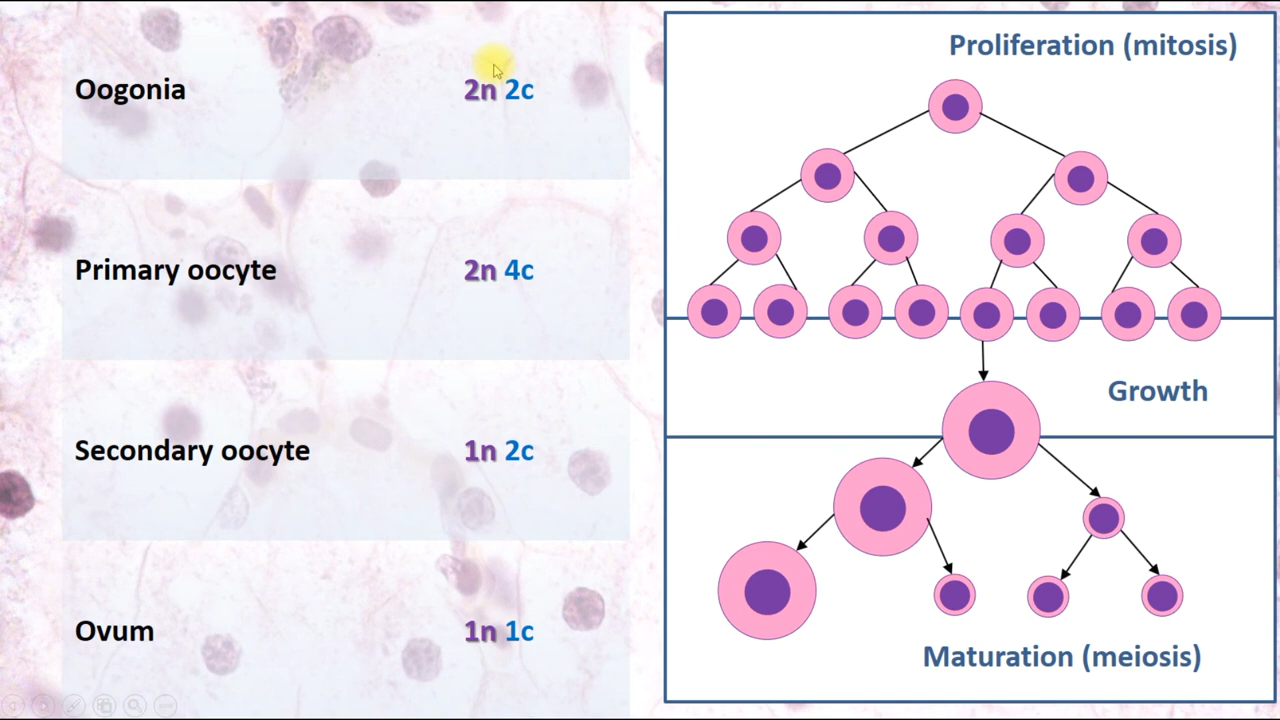 Oogonia 2n 2c
Primary oocyte 2n 4c
Secondary oocyte 1n 2c
Ovum 1n 1c
Proliferation (mitosis)
Growth
Maturation (meiosis)